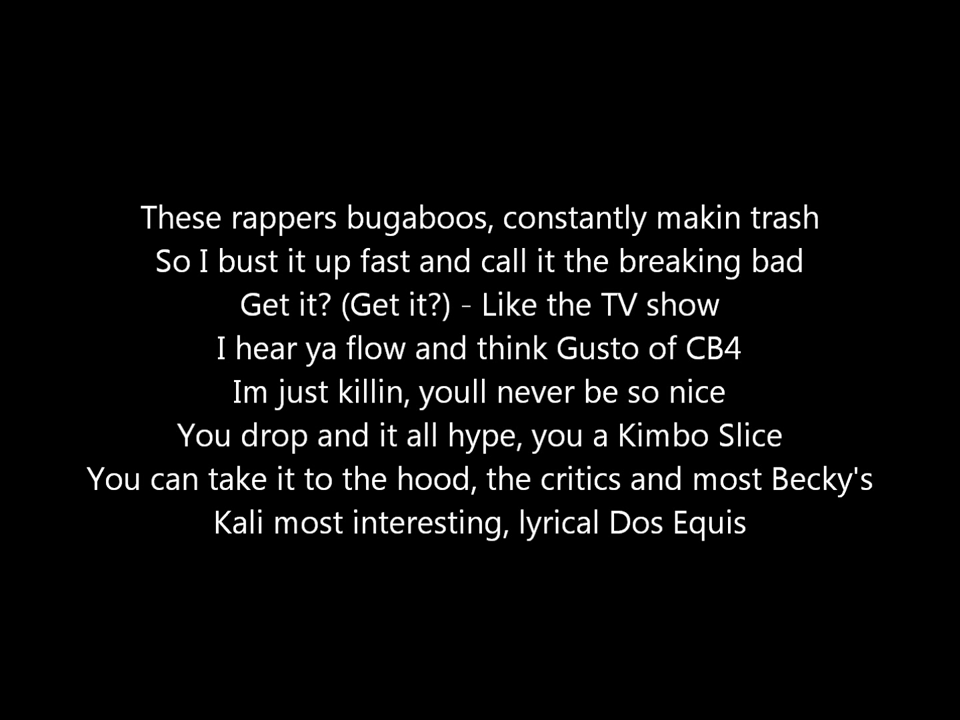 These rappers bugaboos, constantly makin trash
So I bust it up fast and call it the breaking bad
Get it? (Get it?) - Like the TV show
I hear ya flow and think Gusto of CB4
Im just killin, youll never be so nice
You drop and it all hype, you a Kimbo Slice
You can take it to the hood, the critics and most Becky's
Kali most interesting, lyrical Dos Equis